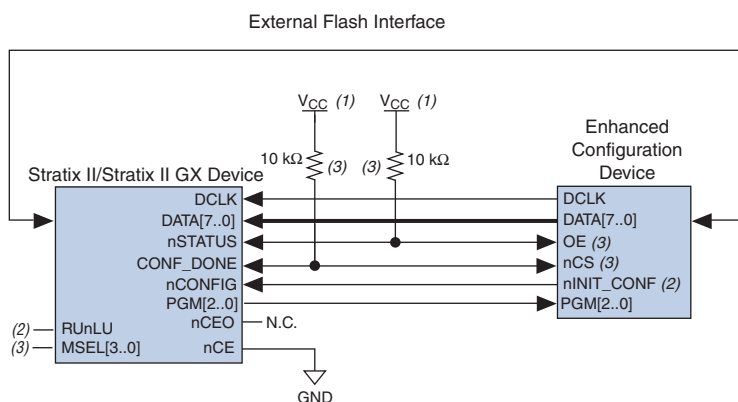 External Flash Interface
VCC (1)
VCC (1)
10 kΩ
(3)
(3)
10 kΩ
Enhanced
Configuration
Device
Stratix II/Stratix II GX Device
DCLK
DCLK
DATA[7..0]
DATA[7..0]
nSTATUS
OE (3)
CONF_DONE
nCS (3)
nCONFIG
nINIT_CONF (2)
PGM[2..0]
PGM[2..0]
nCEO
N.C.
(2)
RUnLU
(3)
MSEL[3..0]
nCE
GND